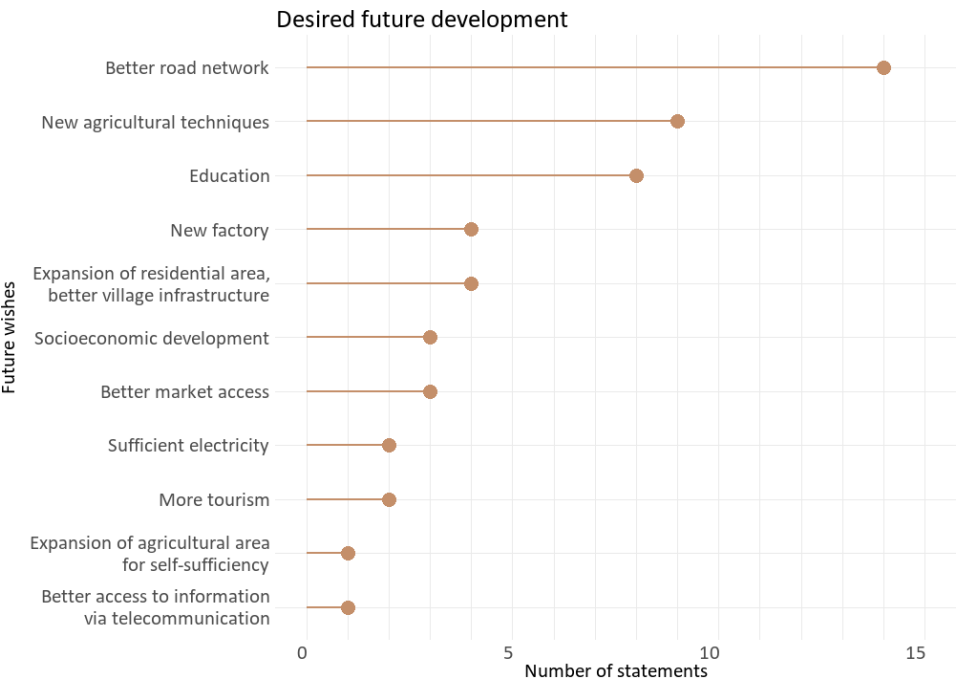 Desired future development
Future wishes
Better road network
New agricultural techniques
Education
New factory
Expansion of residential area,
better village infrastructure
Socioeconomic development
Better market access
Sufficient electricity
More tourism
Expansion of agricultural area
for self-sufficiency
Better access to information
via telecommunication
0 5 10 15
Number of statements